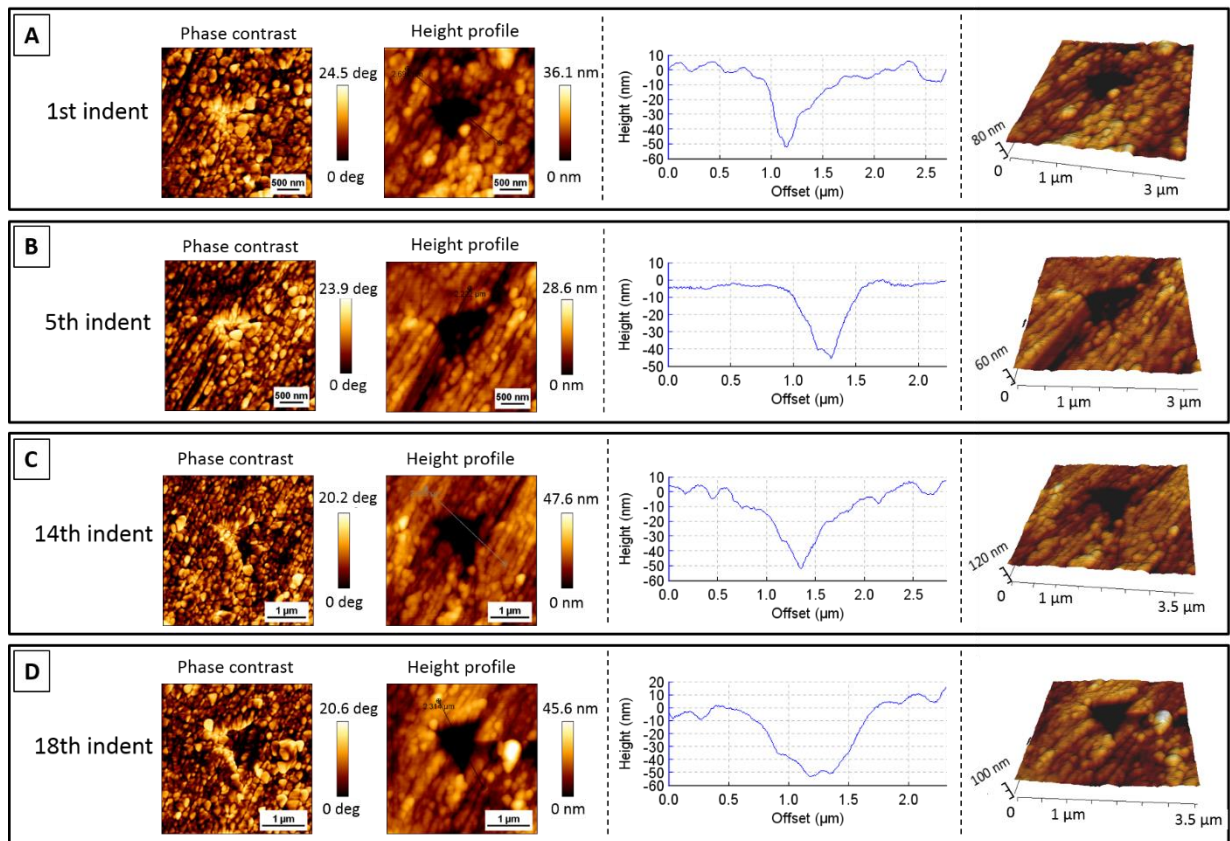 A
1st indent
Phase contrast
24.5 deg
0 deg
500 nm
Height profile
36.1 nm
0 nm
500 nm
Height (nm)
10
0
-10
-20
-30
-40
-50
-60
0.0 0.5 1.0 1.5 2.0 2.5
Offset (µm)
80 nm
0
1 µm
3 µm
B
5th indent
Phase contrast
23.9 deg
0 deg
500 nm
Height profile
28.6 nm
0 nm
500 nm
Height (nm)
10
0
-10
-20
-30
-40
-50
0.0 0.5 1.0 1.5 2.0
Offset (µm)
60 nm
0
1 µm
3 µm
C
14th indent
Phase contrast
20.2 deg
0 deg
1 µm
Height profile
47.6 nm
0 nm
1 µm
Height (nm)
10
0
-10
-20
-30
-40
-50
-60
0.0 0.5 1.0 1.5 2.0 2.5
Offset (µm)
120 nm
0
1 µm
3.5 µm
D
18th indent
Phase contrast
20.6 deg
0 deg
1 µm
Height profile
2.314 µm
45.6 nm
0 nm
1 µm
Height (nm)
20
10
0
-10
-20
-30
-40
-50
-60
0.0 0.5 1.0 1.5 2.0
Offset (µm)
100 nm
0
1 µm
3.5 µm